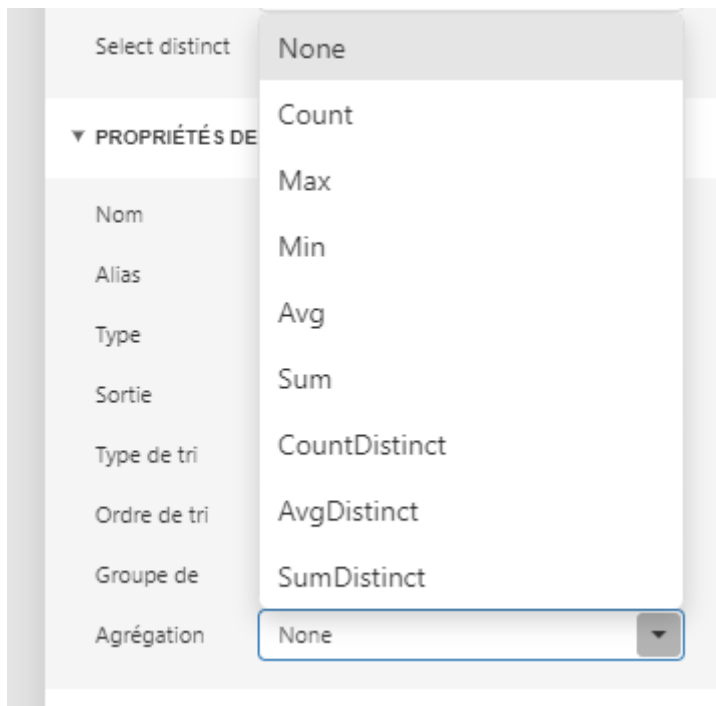 Select distinct
None
Count
▼ PROPRIÉTÉS DE
Max
Nom
Min
Alias
Avg
Type
Sum
Sortie
CountDistinct
Type de tri
AvgDistinct
Ordre de tri
SumDistinct
Groupe de
Agrégation
None